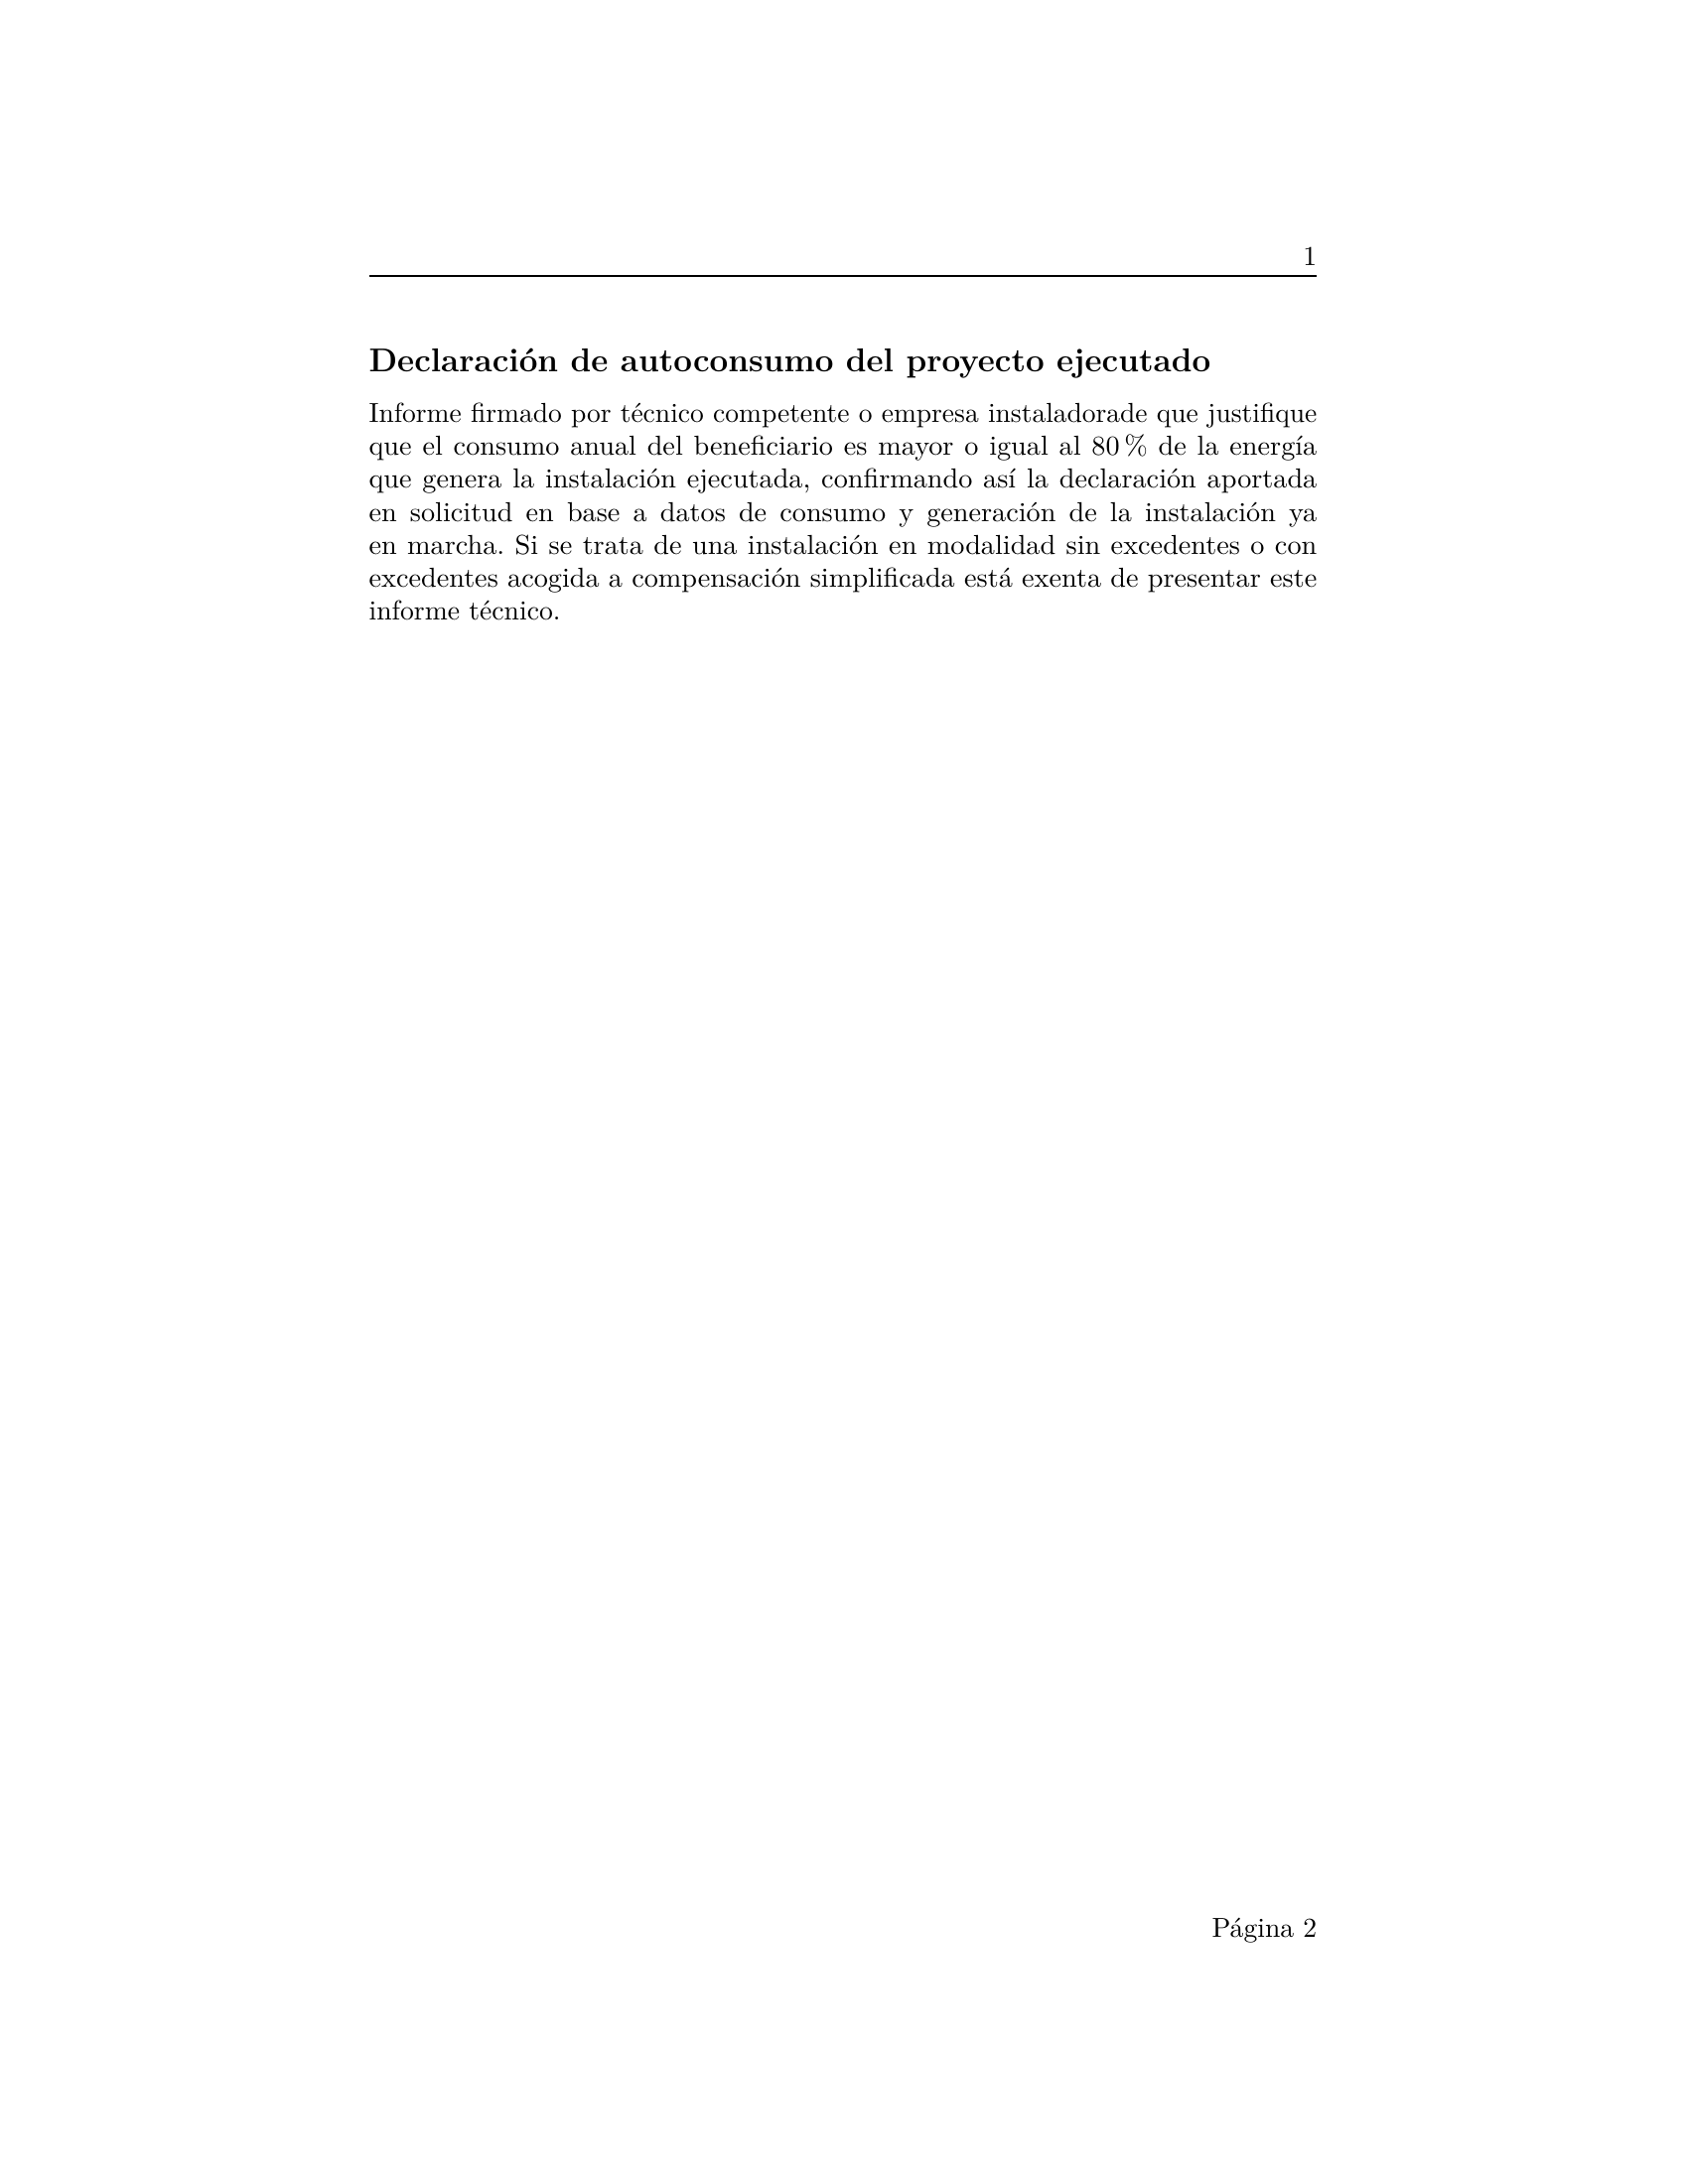 1
Declaración de autoconsumo del proyecto ejecutado
Informe firmado por técnico competente o empresa instaladorade que justifique
que el consumo anual del beneficiario es mayor o igual al 80 % de la energía
que genera la instalación ejecutada, confirmando así la declaración aportada
en solicitud en base a datos de consumo y generación de la instalación ya
en marcha. Si se trata de una instalación en modalidad sin excedentes o con
excedentes acogida a compensación simplificada está exenta de presentar este
informe técnico.
Página 2